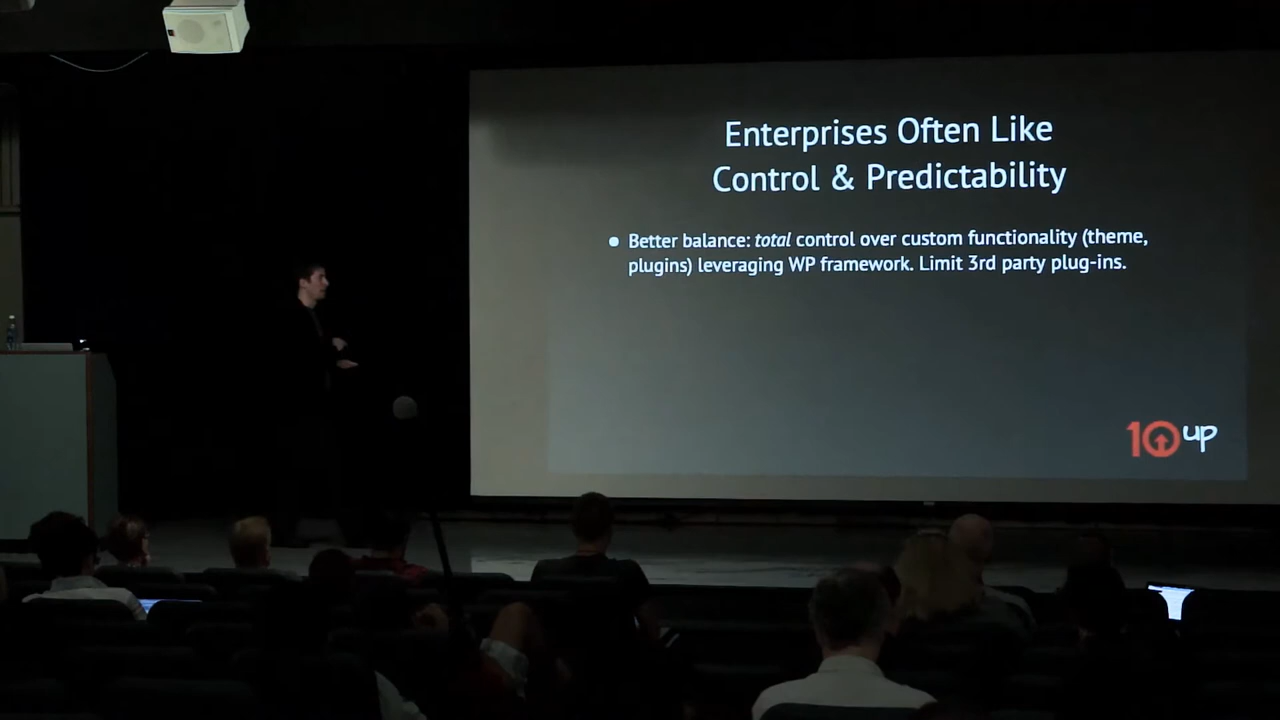 Enterprises Often Like
Control & Predictability
● Better balance: total control over custom functionality (theme,
plugins) leveraging WP framework. Limit 3rd party plug-ins.
10up